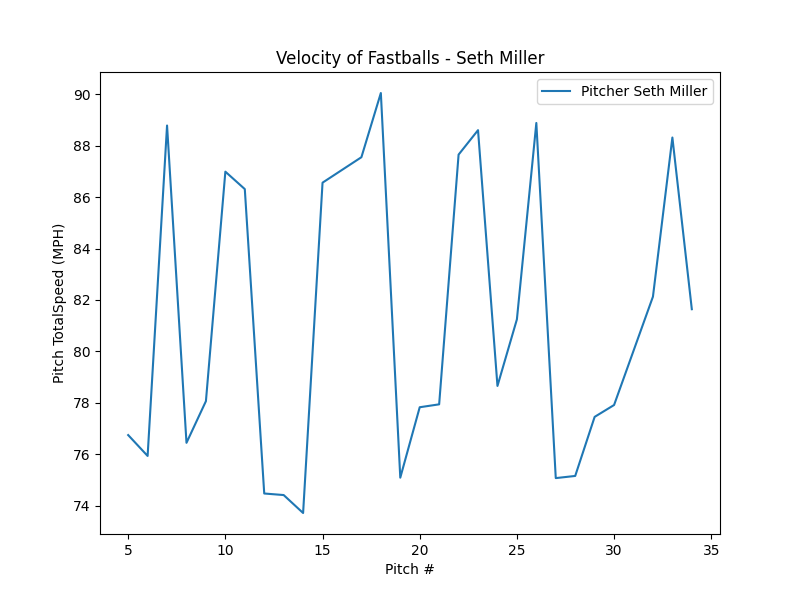 Velocity of Fastballs - Seth Miller
Pitcher Seth Miller
Pitch TotalSpeed (MPH)
90
88
86
84
82
80
78
76
74
5 10 15 20 25 30 35
Pitch #